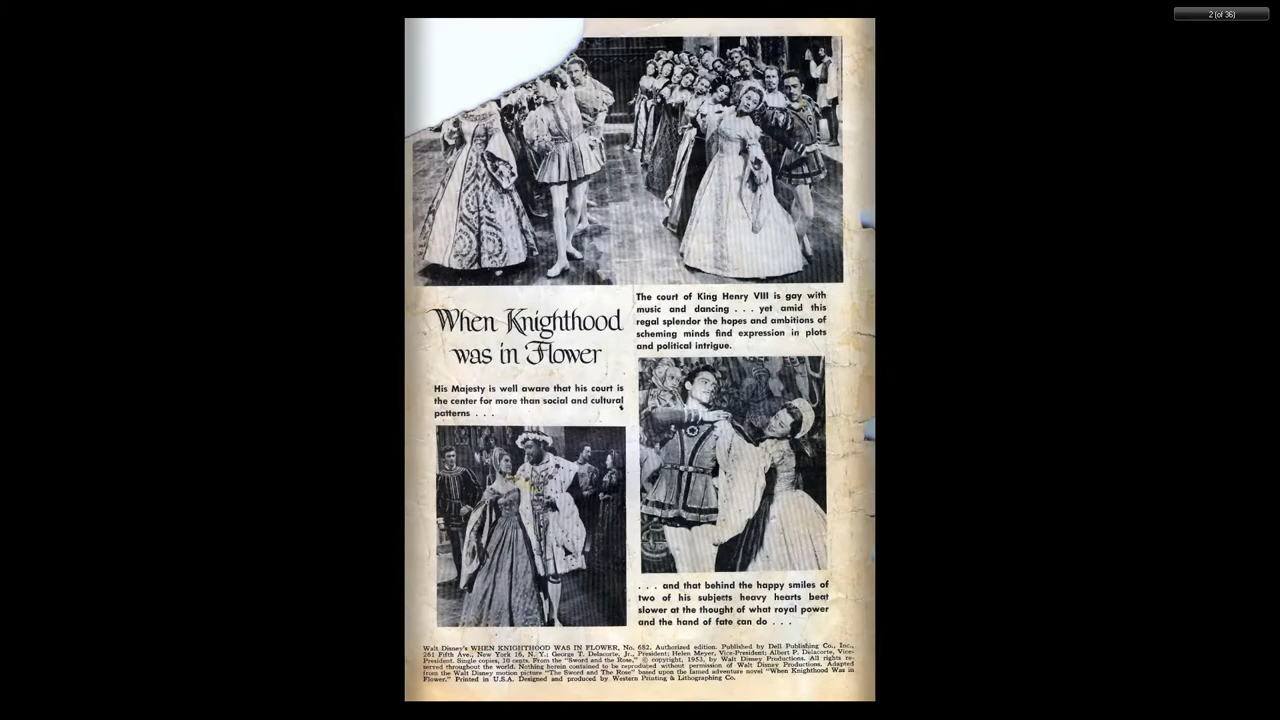 2 (of 36)
The court of King Henry VIII is gay with
music and dancing . . . yet amid this
regal splendor the hopes and ambitions of
scheming minds find expression in plots
and political intrigue.
When Knighthood
was in Flower
His Majesty is well aware that his court is
the center for more than social and cultural
patterns . . .
. . . and that behind the happy smiles of
two of his subjects heavy hearts beat
slower at the thought of what royal power
and the hand of fate can do . . .
Walt Disney's WHEN KNIGHTHOOD WAS IN FLOWER, No. 682. Authorized edition. Published by Dell Publishing Co., Inc.,
261 Fifth Ave., New York 16, N. Y.; George T. Delacorte, Jr., President; Helen Meyer, Vice-President; Albert P. Delacorte, Vice-
President. Single copies, 10 cents. From the "Sword and the Rose," © copyright, 1953, by Walt Disney Productions. All rights re-
served throughout the world. Nothing herein contained to be reproduced without permission of Walt Disney Productions. Adapted
from the Walt Disney motion picture "The Sword and The Rose" based upon the famed adventure novel "When Knighthood Was in
Flower." Printed in U.S.A. Designed and produced by Western Printing & Lithographing Co.